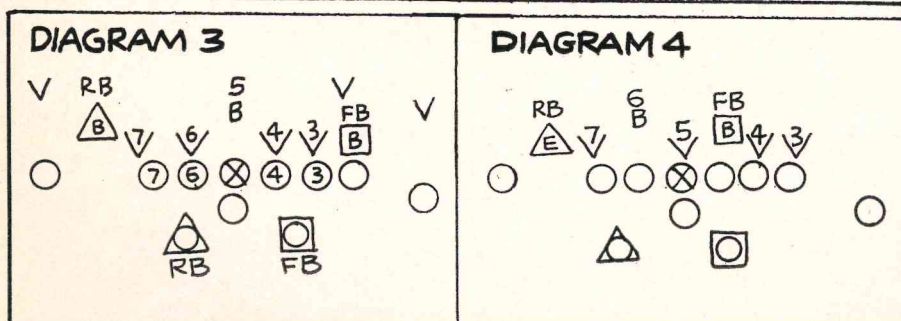 DIAGRAM 3
V RB 5 V V
B FB
B 7 6 4 3 B
7 6 X 4 3
RB FB
DIAGRAM 4
RB 6 FB
E 7 B 5 B 4 3
X